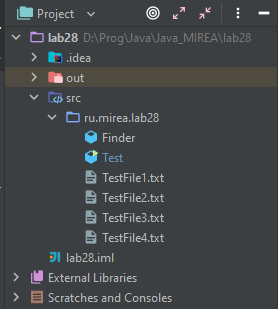 Project
lab28 D:\Prog\Java\Java_MIREA\lab28
.idea
out
src
ru.mirea.lab28
Finder
Test
TestFile1.txt
TestFile2.txt
TestFile3.txt
TestFile4.txt
lab28.iml
External Libraries
Scratches and Consoles